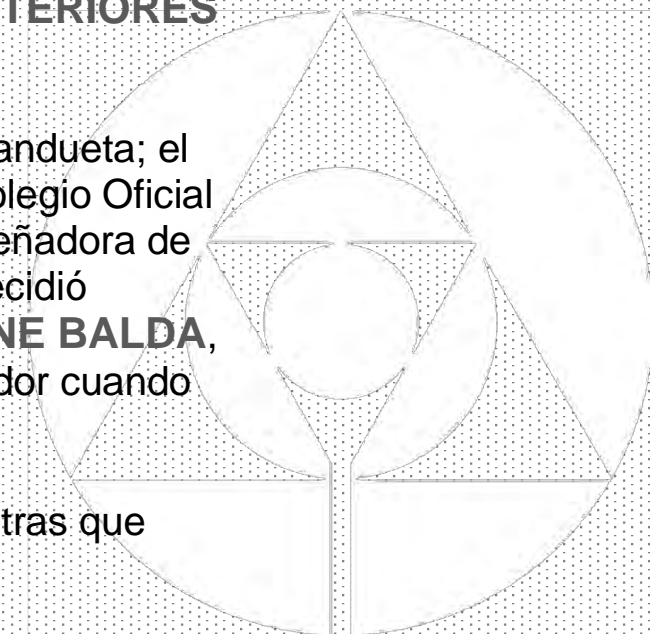 TERIORES
andueta; el
olegio Oficial
eñadora de
ecidió
NE BALDA,
dor cuando
tras que